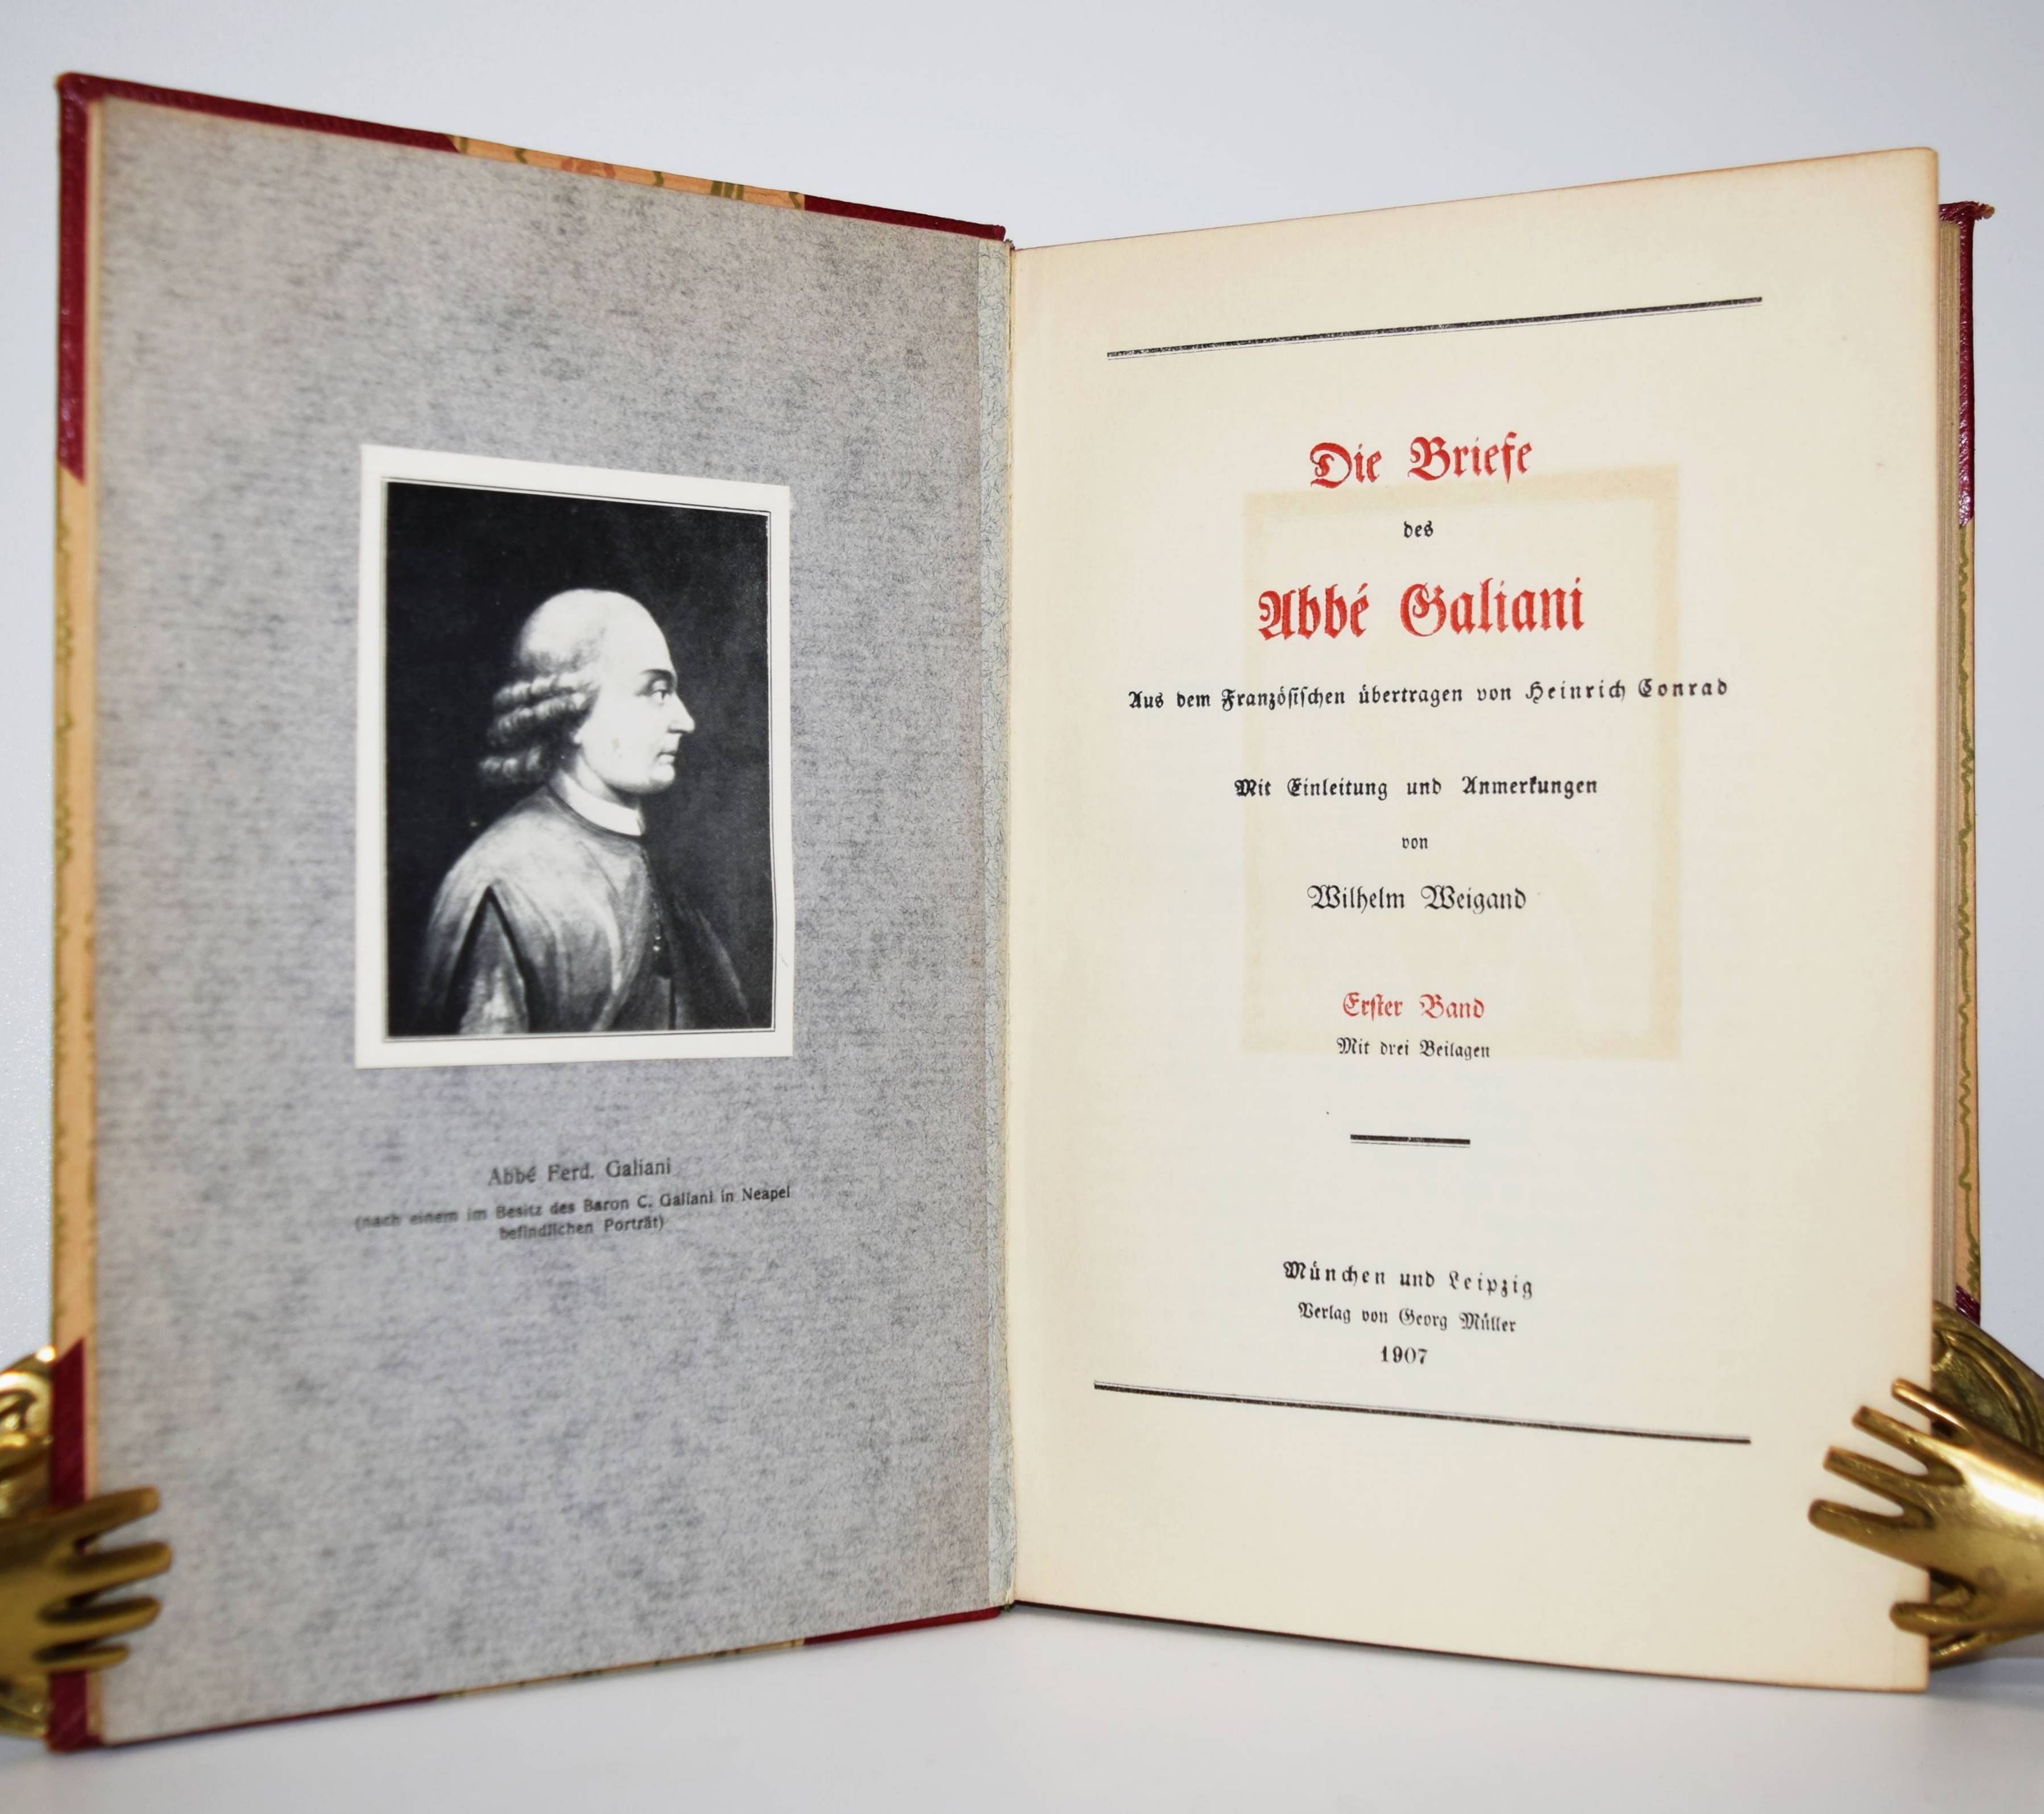 Abbé Ferd. Galiani
(nach einem im Besitz des Baron C. Galiani in Neapel
befindlichen Porträt)
Die Briefe
des
Abbé Galiani
Aus dem Französischen übertragen von Heinrich Conrad
Mit Einleitung und Anmerkungen
von
Wilhelm Weigand
Erster Band
Mit drei Beilagen
München und Leipzig
Verlag von Georg Müller
1907